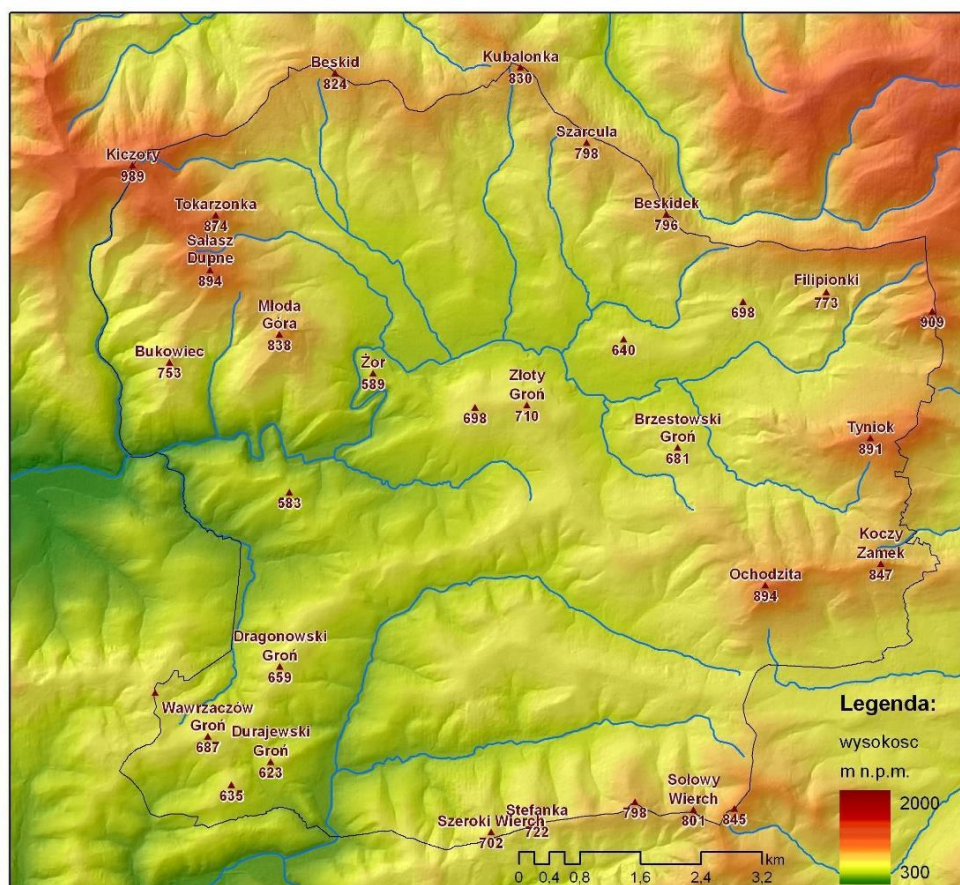 Beskid
824
Kubalonka
830
Szarcula
798
Kiczory
989
Tokarzonka
874
Beskidek
796
Salasz
Dupne
894
Filipionki
773
698
909
Młoda
Góra
838
640
Bukowiec
753
Żor
589
Złoty
Groń
710
698
Brzestowski
Groń
681
Tyniok
891
583
Koczy
Zamek
847
Ochodzita
894
Dragonowski
Groń
659
Wawrzaczów
Groń
687
Durajewski
Groń
623
635
Legenda:
wysokosc
m n.p.m.
2000
300
Sołowy
Wierch
801
845
798
Stefanka
722
Szeroki Wierch
702
km
0 0,4 0,8 1,6 2,4 3,2